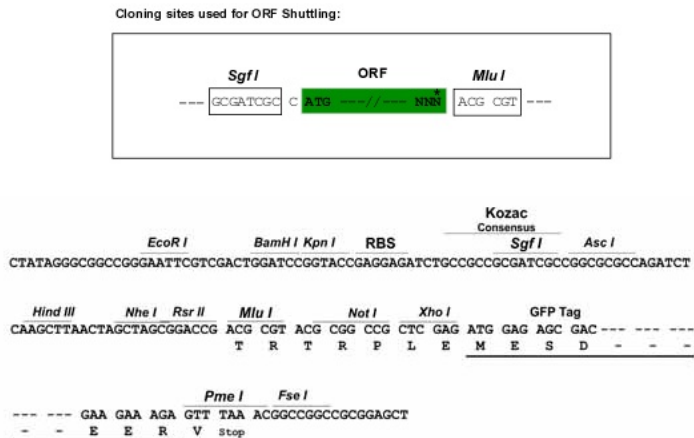 Cloning sites used for ORF Shuttling:
Sgf I ORF Mlu I
--- GCGATCGC C ATG ---//--- NNN* ACG CGT ---
Kozac
Consensus
EcoR I BamH I Kpn I RBS Sgf I Asc I
CTATAGGGCGGCCGGGAATTCGTCGACTGGATCCGGTACCGAGGAGATCTGCCGCCGCGATCGCCGGCGCGCCAGATCT
Hind III Nhe I Rsr II Mlu I Not I Xho I GFP Tag
CAAGCTTAACTAGCTAGCGGACCG ACG CGT ACG CGG CCG CTC GAG ATG GAG AGC GAC --- ---
T R T R P L E M E S D - -
Pme I Fse I
--- --- GAA GAA AGA GTT TAA ACGGCCGGCCGCGGAGCT
- - E E R V Stop